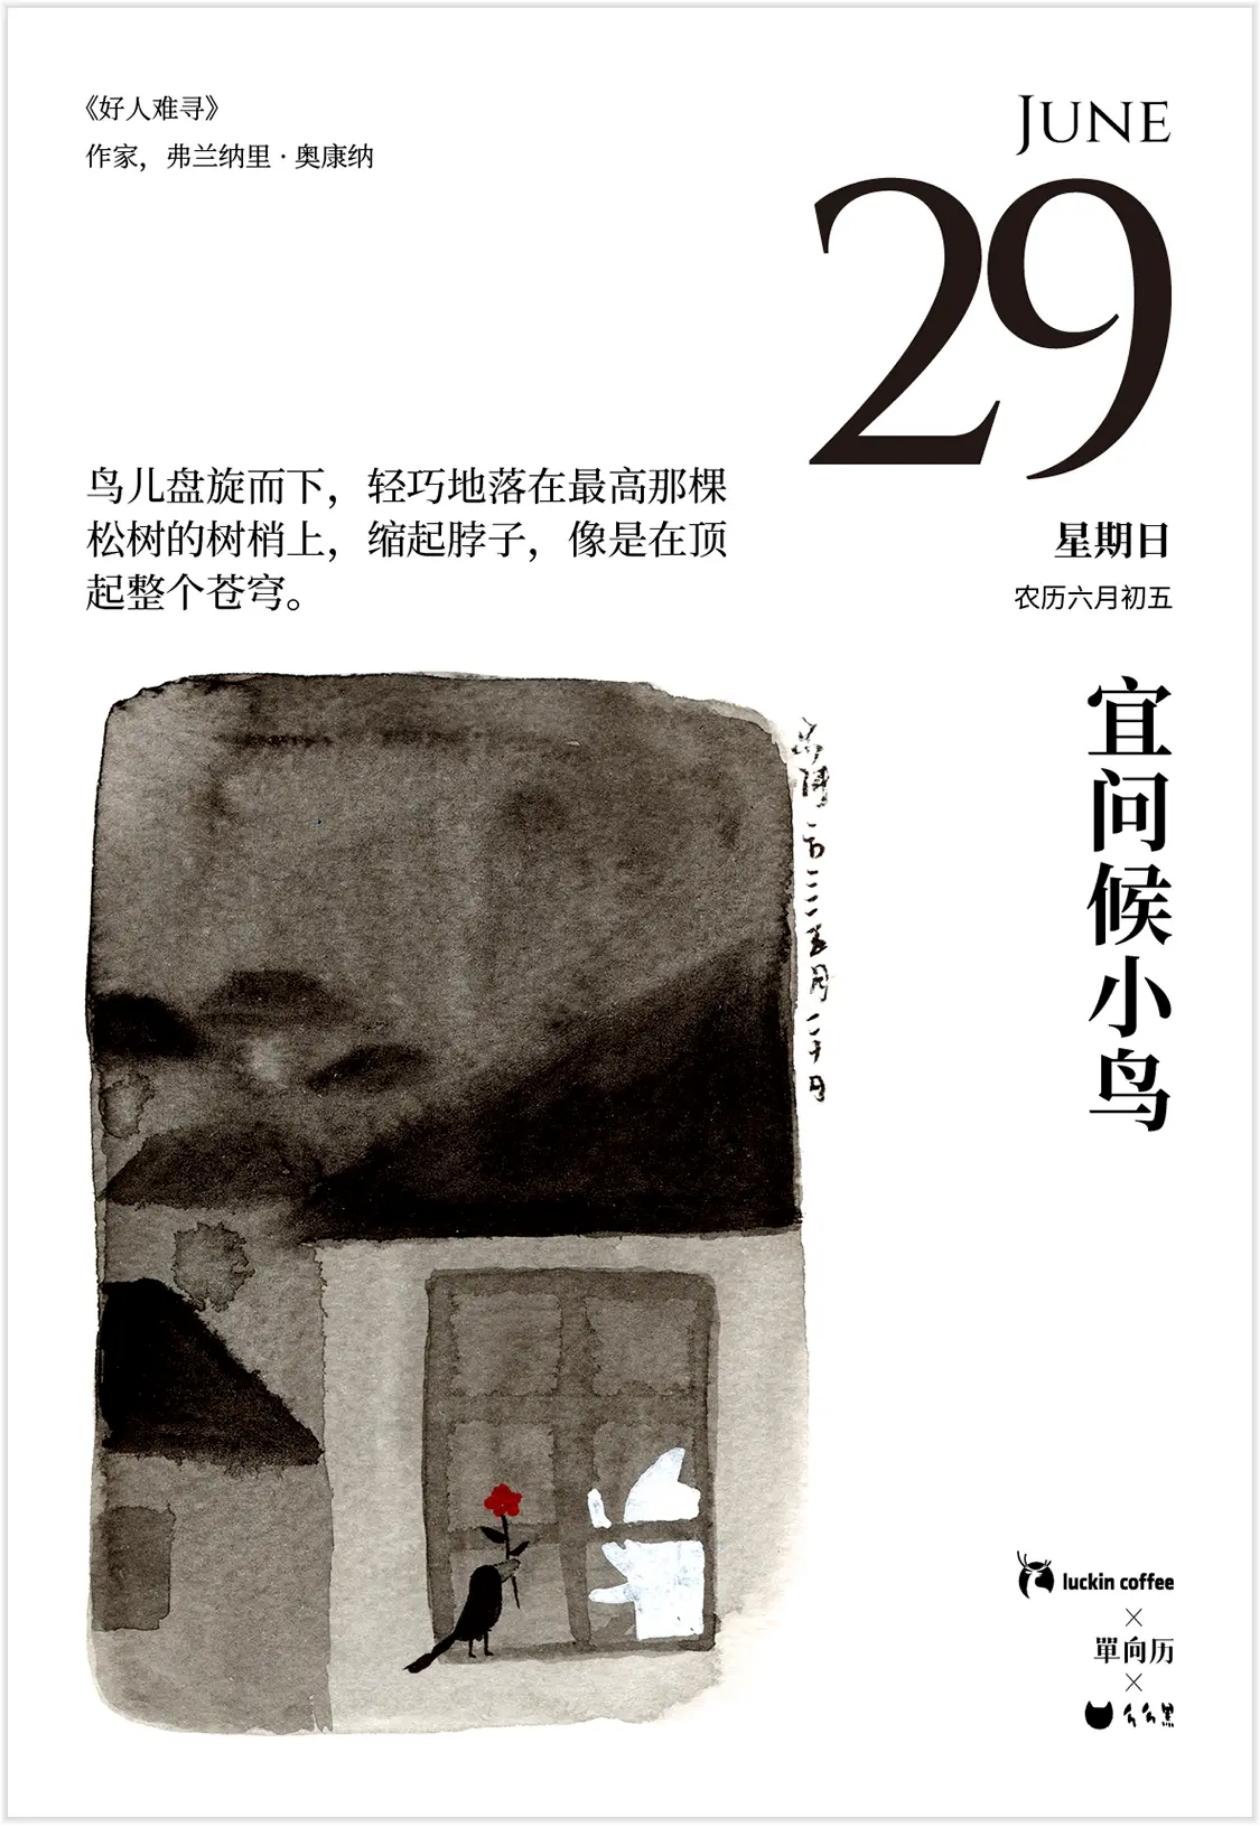 《好人难寻》
作家，弗兰纳里·奥康纳
JUNE
29
鸟儿盘旋而下，轻巧地落在最高那棵
松树的树梢上，缩起脖子，像是在顶
起整个苍穹。
星期日
农历六月初五
宜问候小鸟
luckin coffee
×
單向历
×